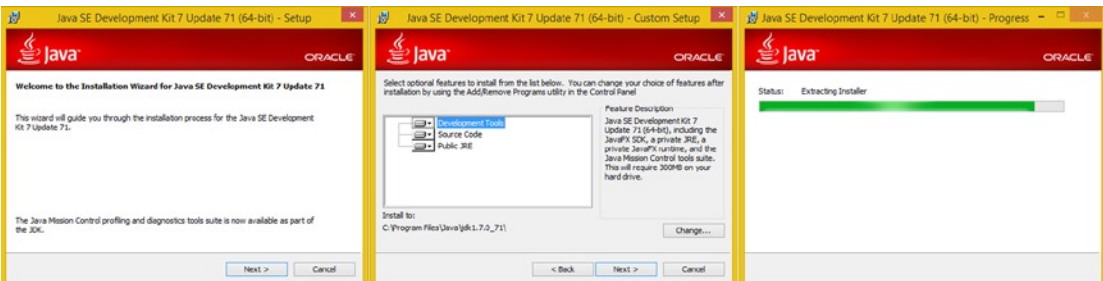 Java SE Development Kit 7 Update 71 (64-bit) - Setup
Java
ORACLE
Welcome to the Installation Wizard for Java SE Development Kit 7 Update 71
This wizard will guide you through the installation process for the Java SE Development
Kit 7 Update 71.
The Java Mission Control profiling and diagnostics tools suite is now available as part of
the JDK.
Next >
Cancel
Java SE Development Kit 7 Update 71 (64-bit) - Custom Setup
Java
ORACLE
Select optional features to install from the list below. You can change your choice of features after
installation by using the Add/Remove Programs utility in the Control Panel
Development Tools
Source Code
Public JRE
Feature Description
Java SE Development Kit 7
Update 71 (64-bit), including the
JavaFX SDK, a private JRE, a
private JavaFX runtime, and the
Java Mission Control tools suite.
This will require 300MB on your
hard drive.
Install to:
C:\Program Files\Java\jdk1.7.0_71\
Change...
< Back
Next >
Cancel
Java SE Development Kit 7 Update 71 (64-bit) - Progress
Java
ORACLE
Status: Extracting Installer